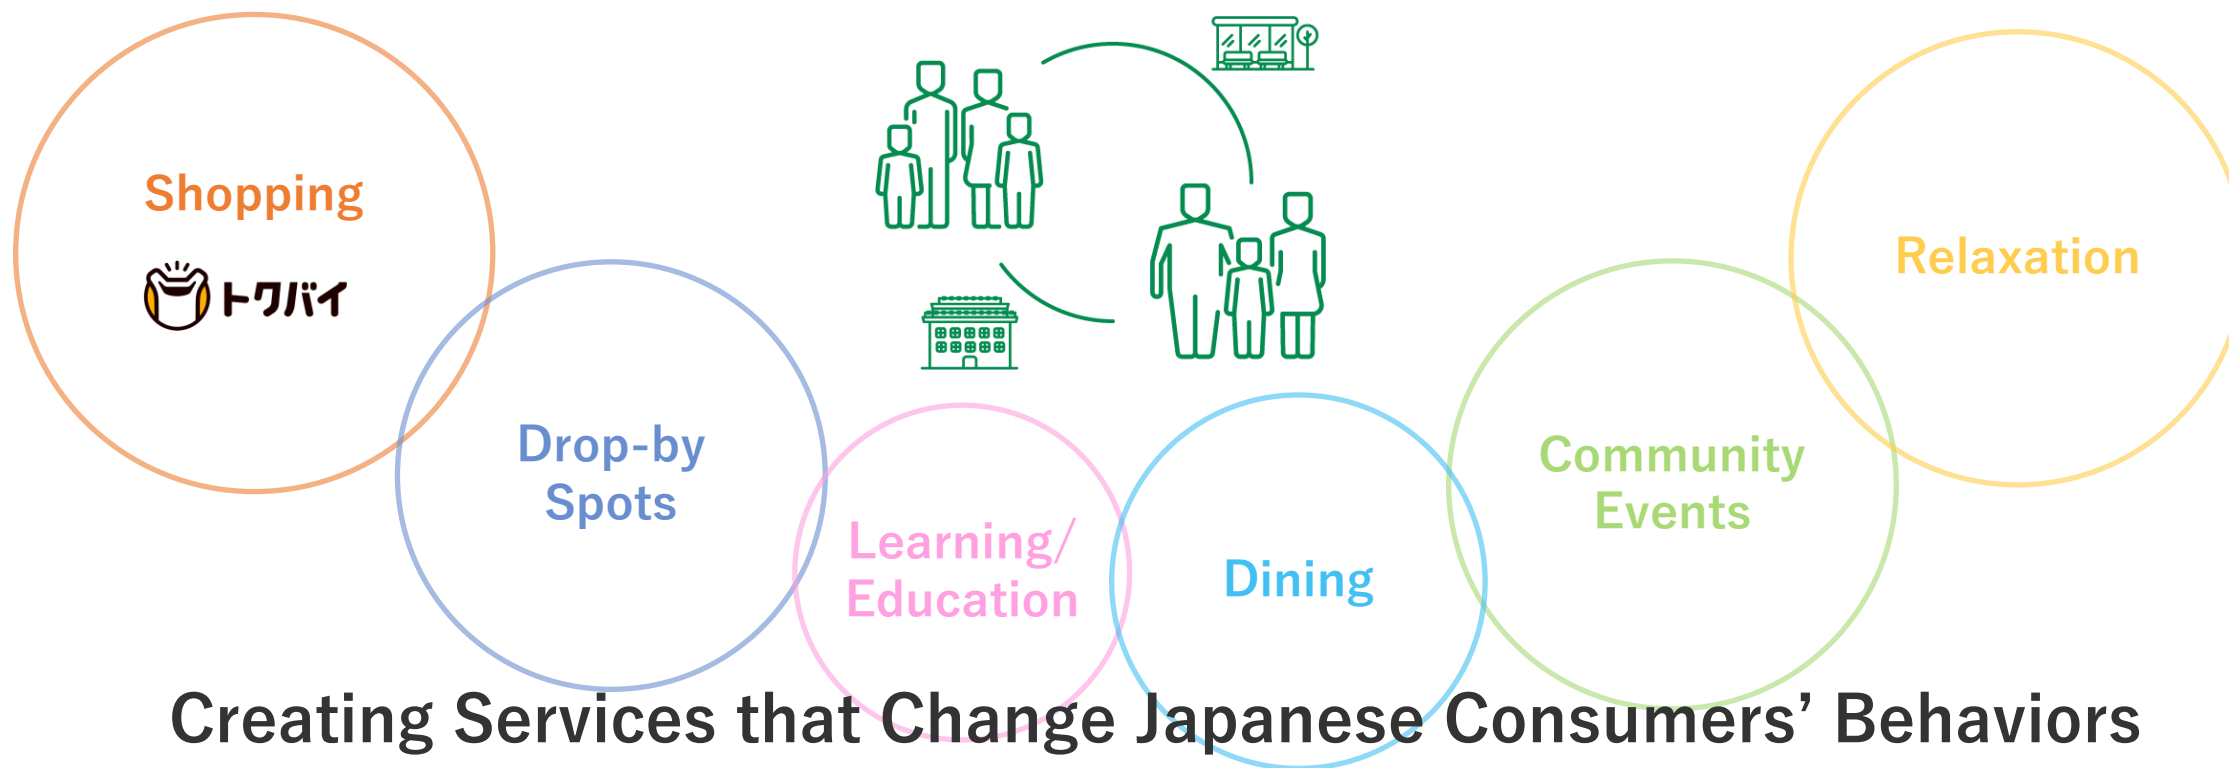 Shopping
トクバイ
Drop-by
Spots
Learning/
Education
Dining
Community
Events
Relaxation
Creating Services that Change Japanese Consumers’ Behaviors